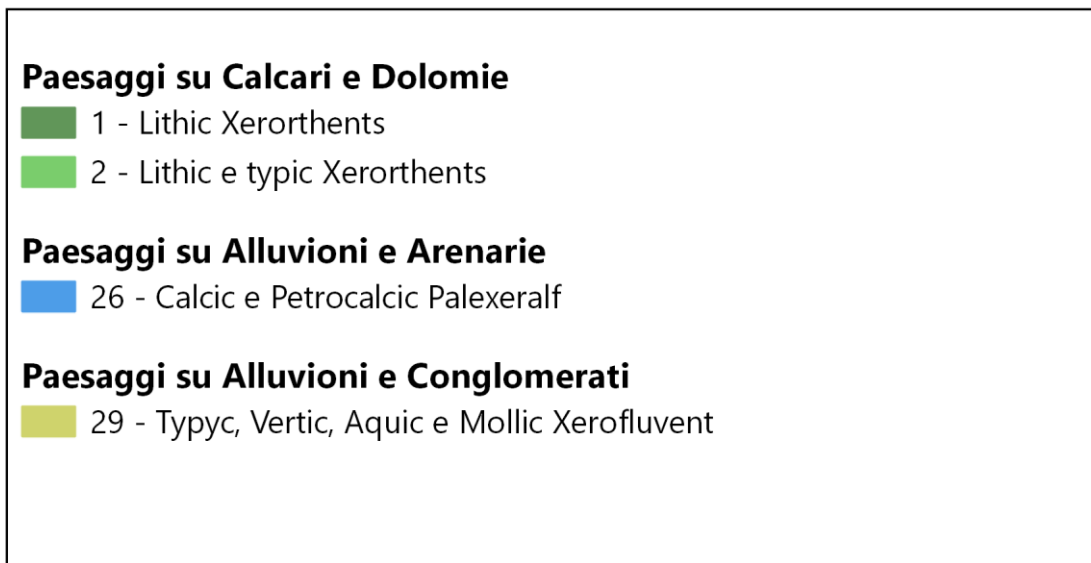 Paesaggi su Calcari e Dolomie
1 - Lithic Xerorthents
2 - Lithic e typic Xerorthents
Paesaggi su Alluvioni e Arenarie
26 - Calcic e Petrocalcic Palexeralf
Paesaggi su Alluvioni e Conglomerati
29 - Typyc, Vertic, Aquic e Mollic Xerofluvent